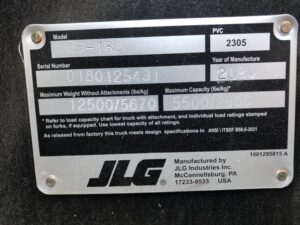 Model
PVC
2305
Serial Number
Year of Manufacture
0160125431
Maximum Weight Without Attachments (lbs/kg)
Maximum Capacity (lbs/kg)
12500/5670
* Refer to load capacity chart for truck with attachment, and individual load ratings stamped
on forks, if equipped. Use lowest capacity of all ratings.
As released from factory this truck meets design specifications in ANSI \ ITSDF B56.6-2021
JLG
Manufactured by
JLG Industries Inc.
McConnellsburg, PA
17233-9533 USA
1001295815 A